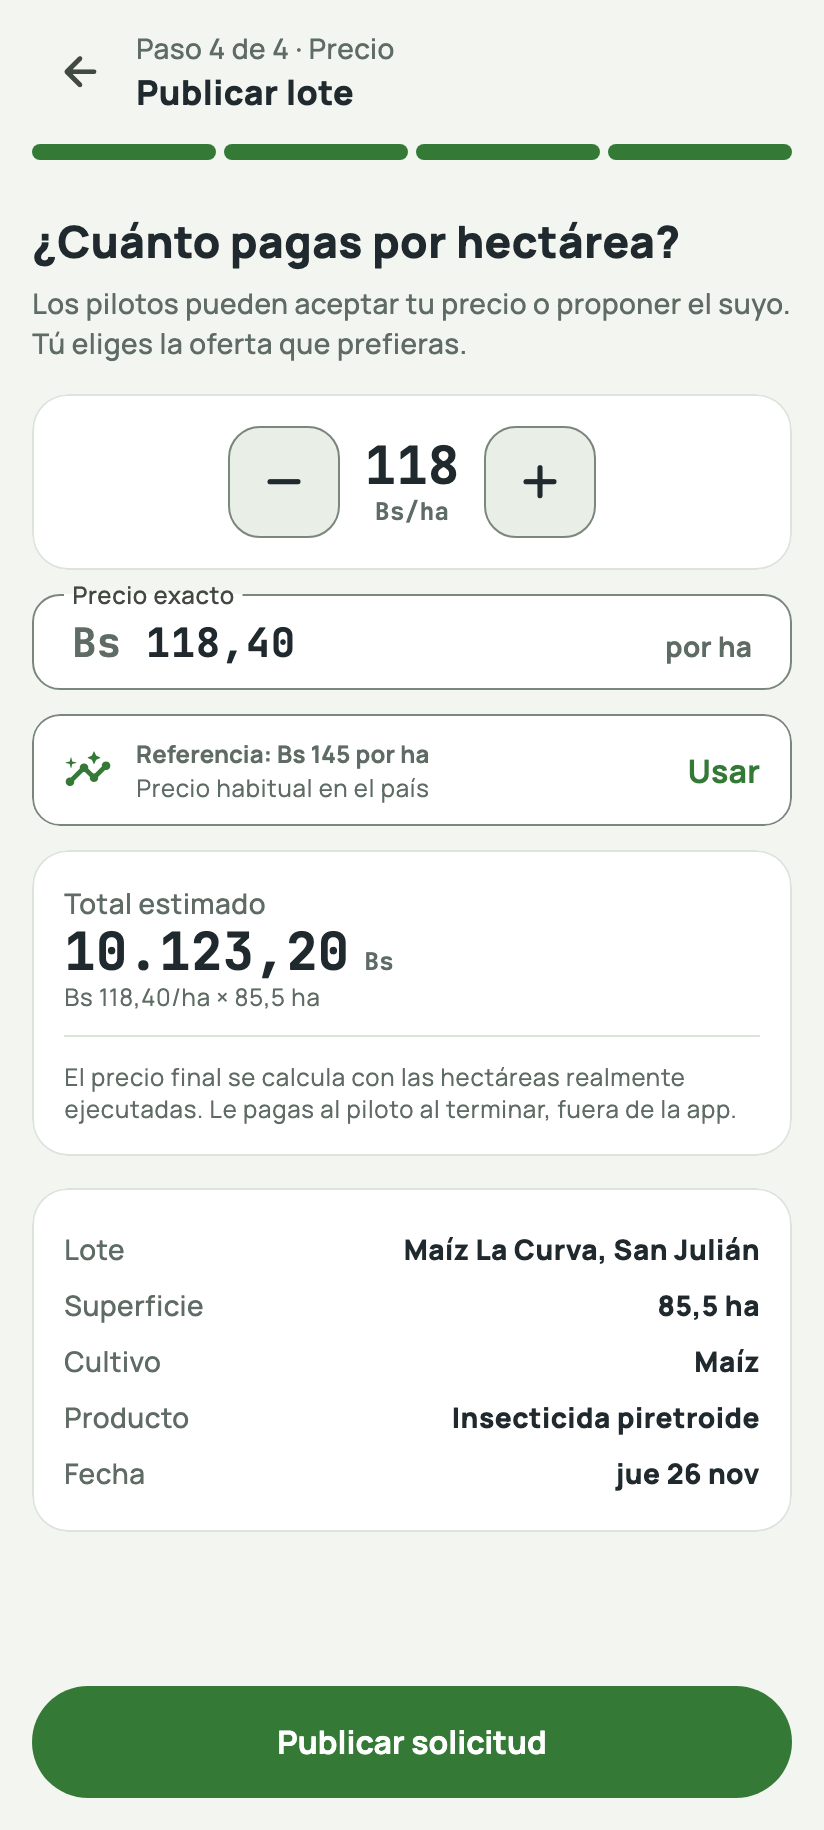 Paso 4 de 4 · Precio
Publicar lote
¿Cuánto pagas por hectárea?
Los pilotos pueden aceptar tu precio o proponer el suyo.
Tú eliges la oferta que prefieras.
118
Bs/ha
Precio exacto
Bs 118,40 por ha
Referencia: Bs 145 por ha
Precio habitual en el país
Usar
Total estimado
10.123,20 Bs
Bs 118,40/ha × 85,5 ha
El precio final se calcula con las hectáreas realmente
ejecutadas. Le pagas al piloto al terminar, fuera de la app.
Lote Maíz La Curva, San Julián
Superficie 85,5 ha
Cultivo Maíz
Producto Insecticida piretroide
Fecha jue 26 nov
Publicar solicitud